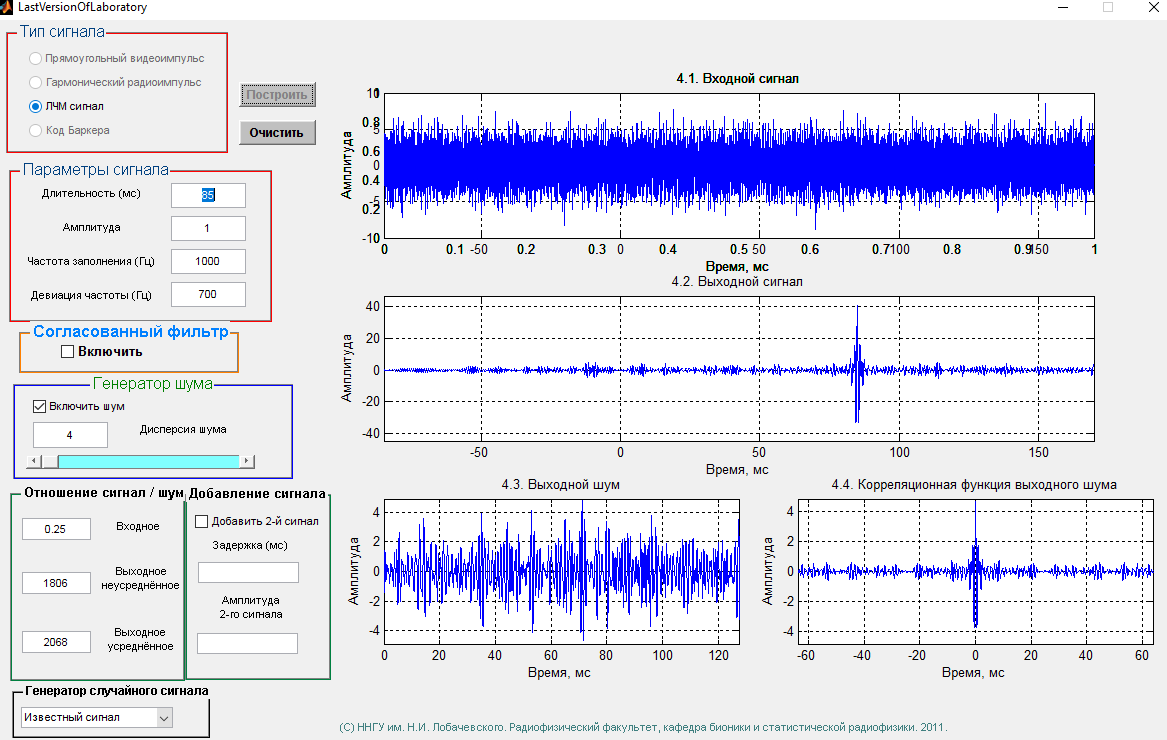 LastVersionOfLaboratory
Тип сигнала
Прямоугольный видеоимпульс
Гармонический радиоимпульс
ЛЧМ сигнал
Код Баркера
Построить
Очистить
Параметры сигнала
Длительность (мс)
85
Амплитуда
1
Частота заполнения (Гц)
1000
Девиация частоты (Гц)
700
Согласованный фильтр
Включить
Генератор шума
Включить шум
4
Дисперсия шума
Отношение сигнал / шум
0.25
Входное
1806
Выходное
неусреднённое
2068
Выходное
усреднённое
Добавление сигнала
Добавить 2-й сигнал
Задержка (мс)
Амплитуда
2-го сигнала
Генератор случайного сигнала
Известный сигнал
4.1. Входной сигнал
Амплитуда
10
1
0.8
5
0.6
0
0.4
-5
0.2
-10
0 0.1 -50 0.2 0.3 0 0.4 0.5 50 0.6 0.7 100 0.8 0.9 150 1
Время, мс
4.2. Выходной сигнал
Амплитуда
40
20
0
-20
-40
-50 0 50 100 150
Время, мс
4.3. Выходной шум
Амплитуда
4
2
0
-2
-4
0 20 40 60 80 100 120
Время, мс
4.4. Корреляционная функция выходного шума
Амплитуда
4
2
0
-2
-4
-60 -40 -20 0 20 40 60
Время, мс
(С) ННГУ им. Н.И. Лобачевского. Радиофизический факультет, кафедра бионики и статистической радиофизики. 2011.